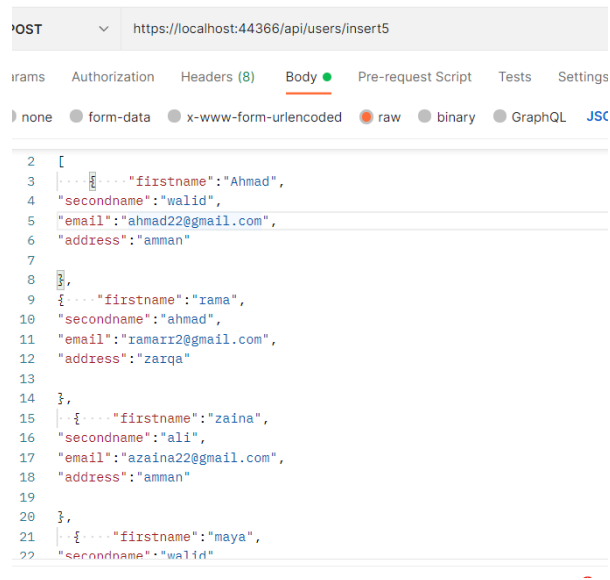 POST https://localhost:44366/api/users/insert5
Params Authorization Headers (8) Body Pre-request Script Tests Settings
none form-data x-www-form-urlencoded raw binary GraphQL
2 [
3 { "firstname":"Ahmad",
4 "secondname":"walid",
5 "email":"ahmad22@gmail.com",
6 "address":"amman"
7
8 },
9 { "firstname":"rama",
10 "secondname":"ahmad",
11 "email":"ramarr2@gmail.com",
12 "address":"zarqa"
13
14 },
15 { "firstname":"zaina",
16 "secondname":"ali",
17 "email":"azaina22@gmail.com",
18 "address":"amman"
19
20 },
21 { "firstname":"maya",
22 "secondname":"walid"